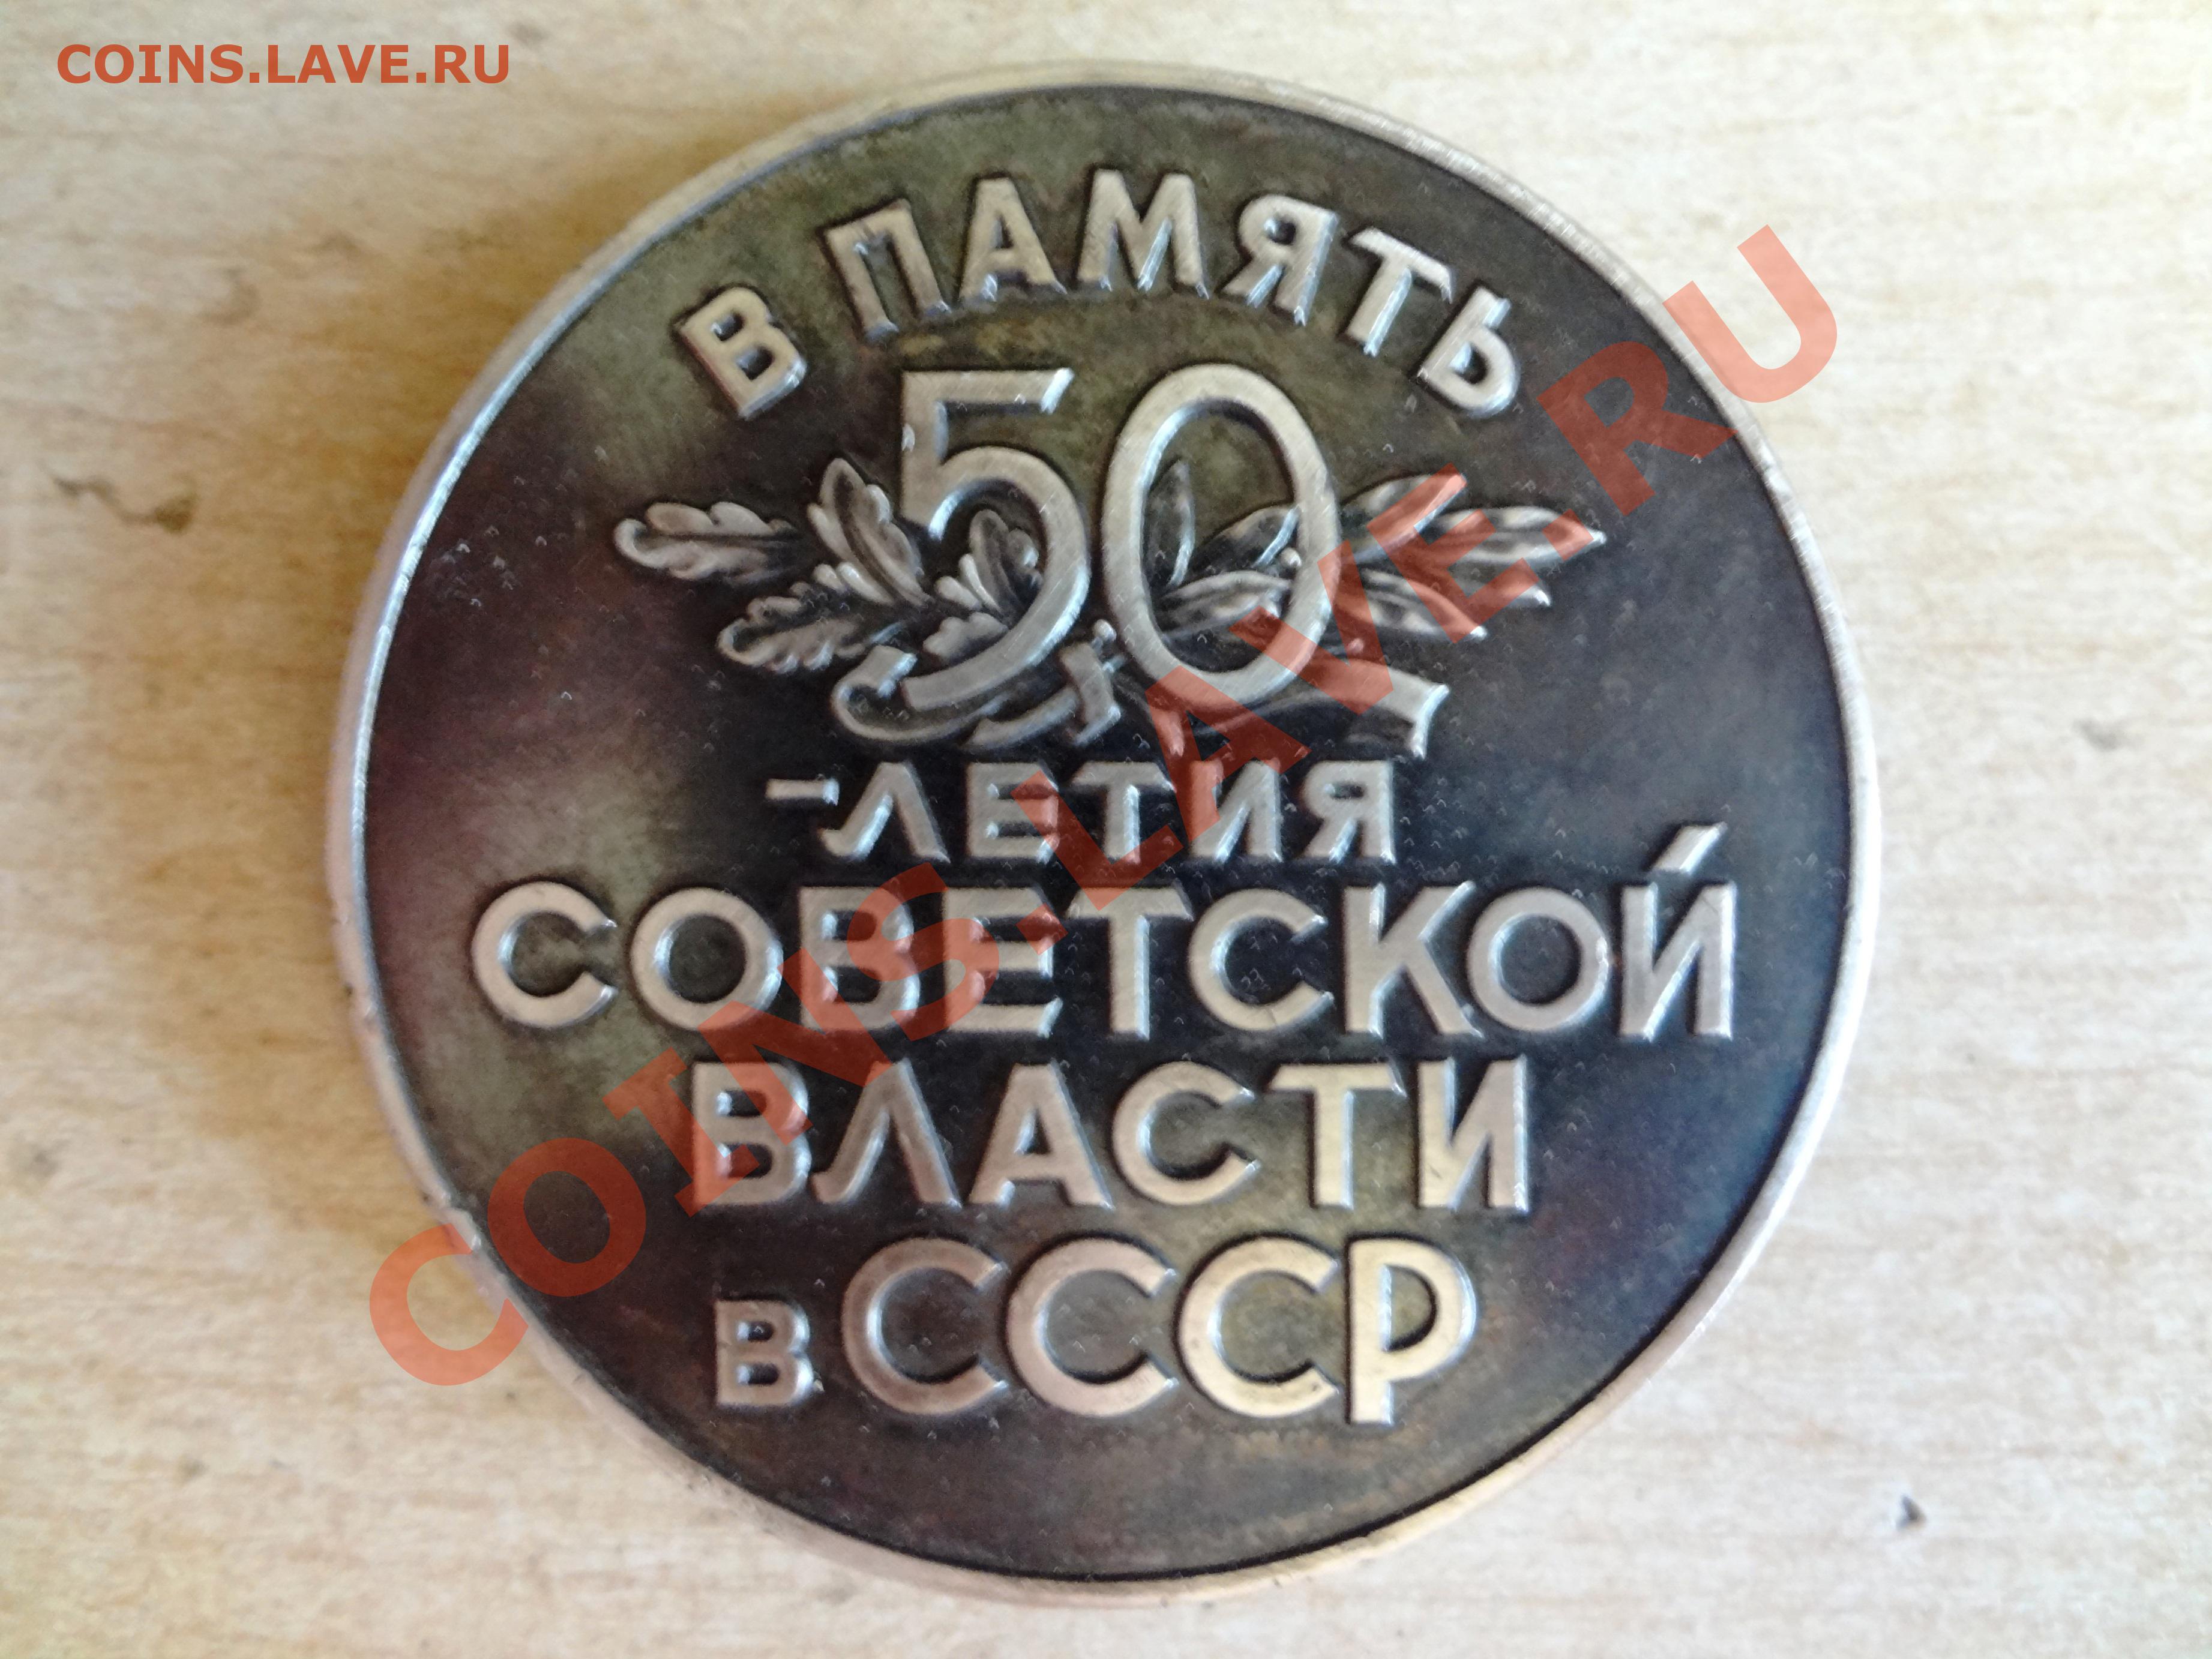 COINS.LAVE.RU
В ПАМЯТЬ
50
-ЛЕТИЯ
СОВЕТСКОЙ
ВЛАСТИ
в СССР
COINS.LAVE.RU